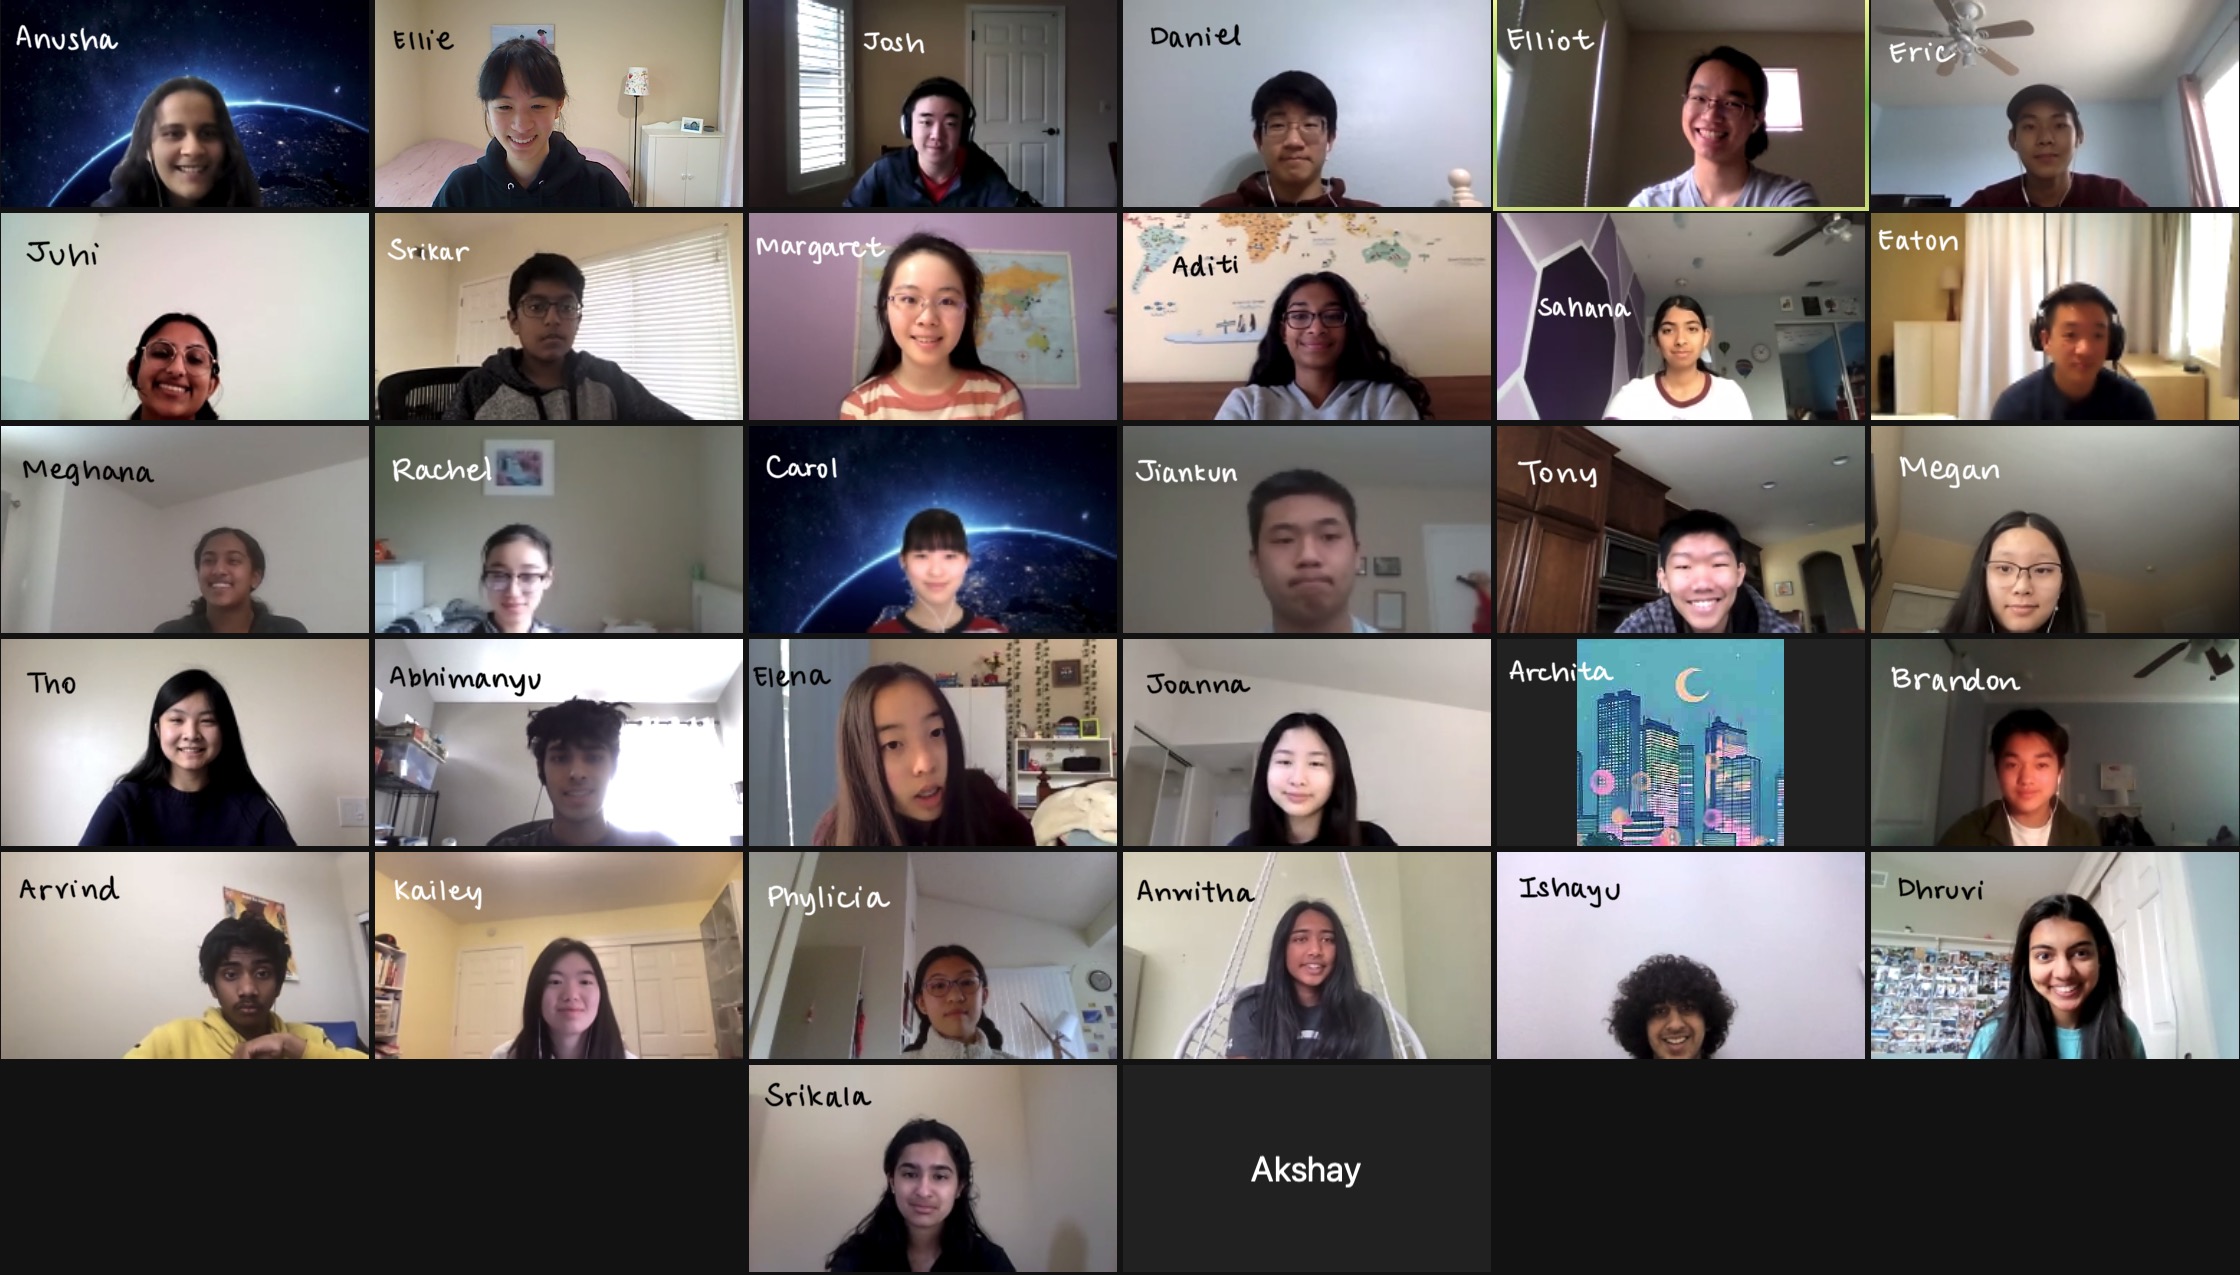 Anusha
Ellie
Josh
Daniel
Elliot
Eric
Juhi
Srikar
Margaret
Aditi
Sahana
Eaton
Meghana
Rachel
Carol
Jiankun
Tony
Megan
Tho
Abhimanyu
Elena
Joanna
Archita
Brandon
Arvind
Kailey
Phylicia
Anwitha
Ishayu
Dhruvi
Srikala
Akshay